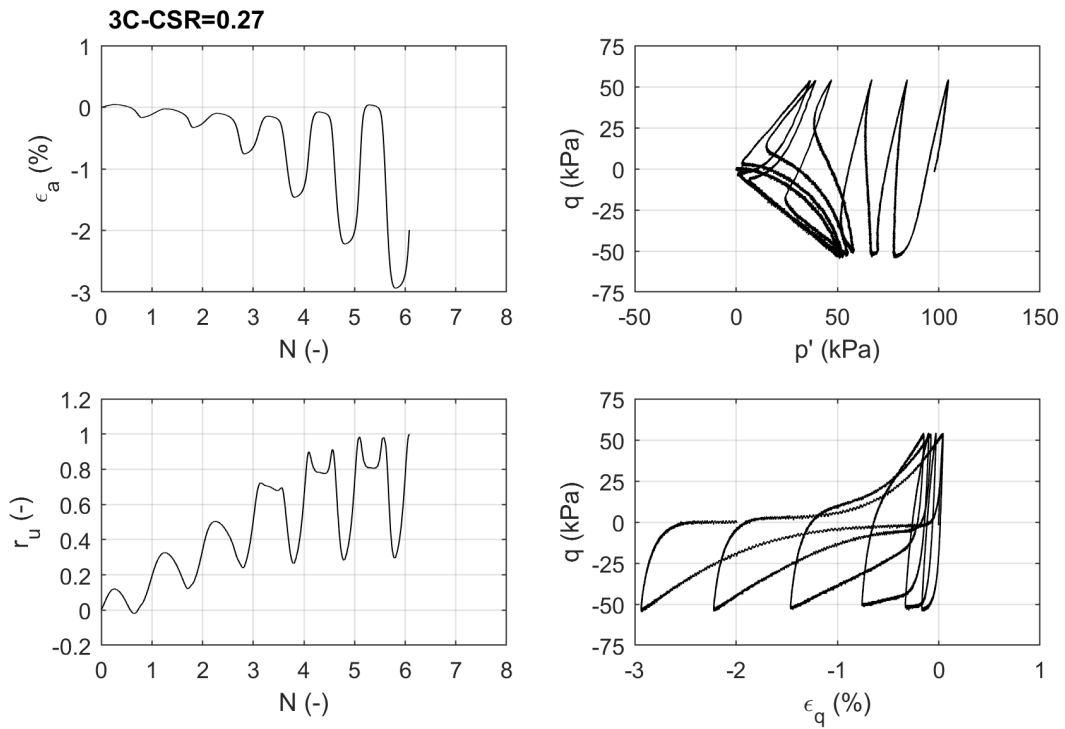 3C-CSR=0.27
1
0
-1
-2
-3
ϵa (%)
0 1 2 3 4 5 6 7 8
N (-)
75
50
25
0
-25
-50
-75
q (kPa)
-50 0 50 100 150
p' (kPa)
1.2
1
0.8
0.6
0.4
0.2
0
-0.2
ru (-)
0 1 2 3 4 5 6 7 8
N (-)
75
50
25
0
-25
-50
-75
q (kPa)
-3 -2 -1 0 1
ϵq (%)